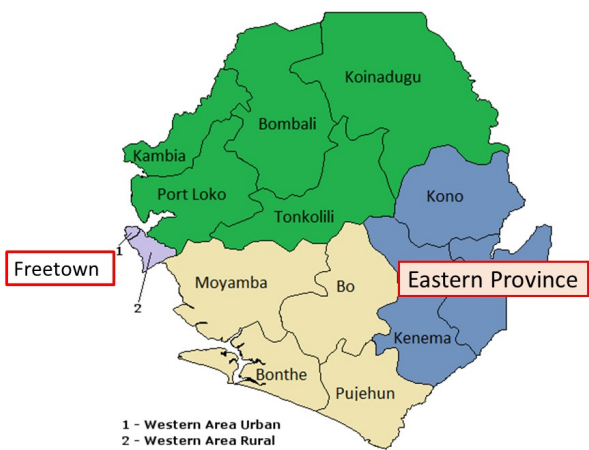 Koinadugu
Bombali
Kambia
Port Loko
Kono
Tonkolili
1
Freetown
2
Moyamba
Bo
Eastern Province
Kenema
Bonthe
Pujehun
1 - Western Area Urban
2 - Western Area Rural